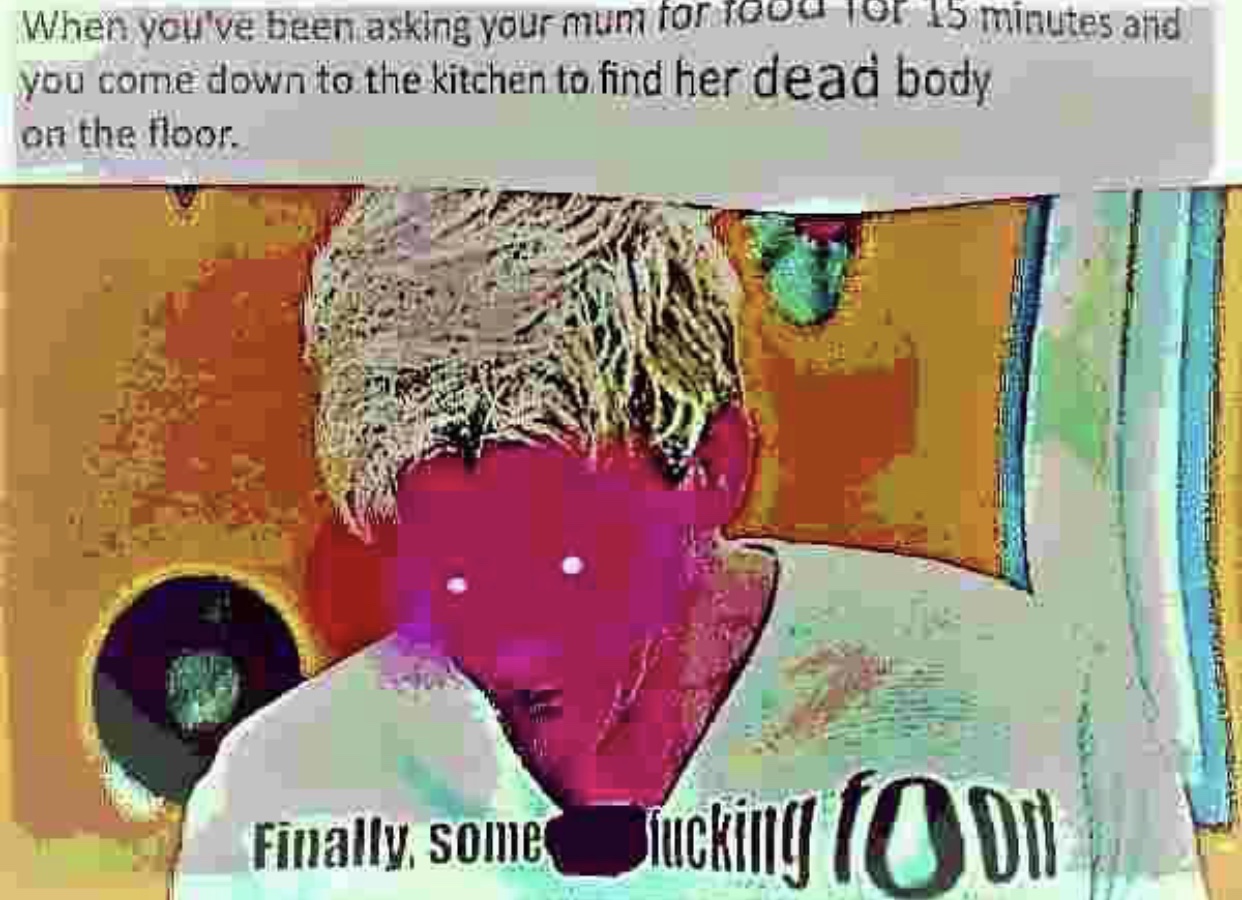 When you've been asking your mum for food for 15 minutes and
you come down to the kitchen to find her dead body
on the floor.
Finally, some fucking food